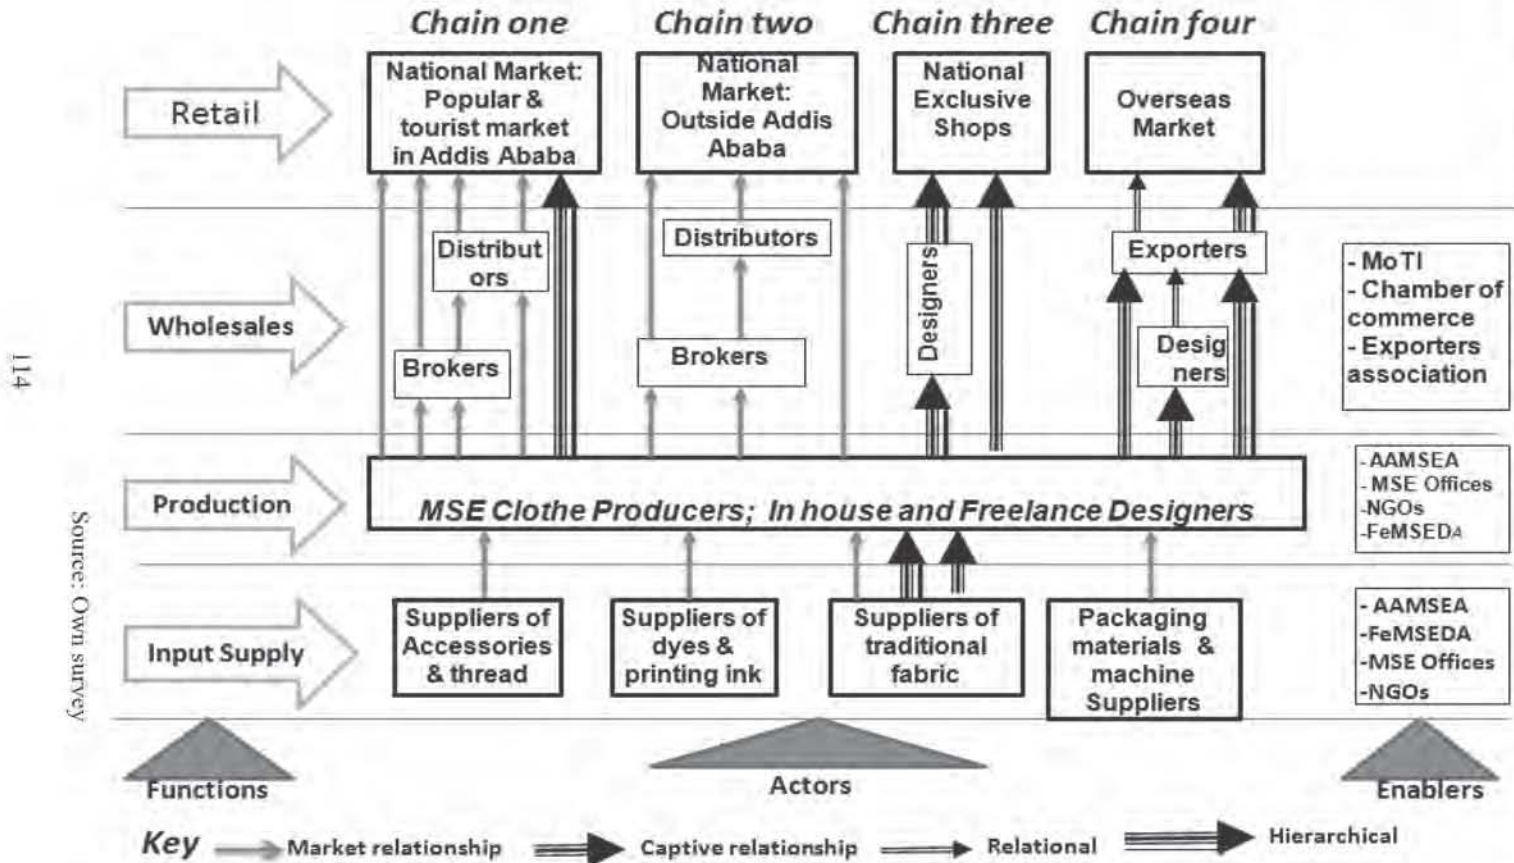 Chain one
Chain two
Chain three
Chain four
Retail
National Market:
Popular &
tourist market
in Addis Ababa
National
Market:
Outside Addis
Ababa
National
Exclusive
Shops
Overseas
Market
Wholesales
Distribut
ors
Brokers
Distributors
Brokers
Designers
Exporters
Desig
ners
- MoTI
- Chamber of
commerce
- Exporters
association
Production
MSE Clothe Producers; In house and Freelance Designers
- AAMSEA
- MSE Offices
-NGOs
-FeMSEDA
Input Supply
Suppliers of
Accessories
& thread
Suppliers of
dyes &
printing ink
Suppliers of
traditional
fabric
Packaging
materials &
machine
Suppliers
- AAMSEA
-FeMSEDA
-MSE Offices
-NGOs
Functions
Actors
Enablers
Key
Market relationship
Captive relationship
Relational
Hierarchical
114
Source: Own survey